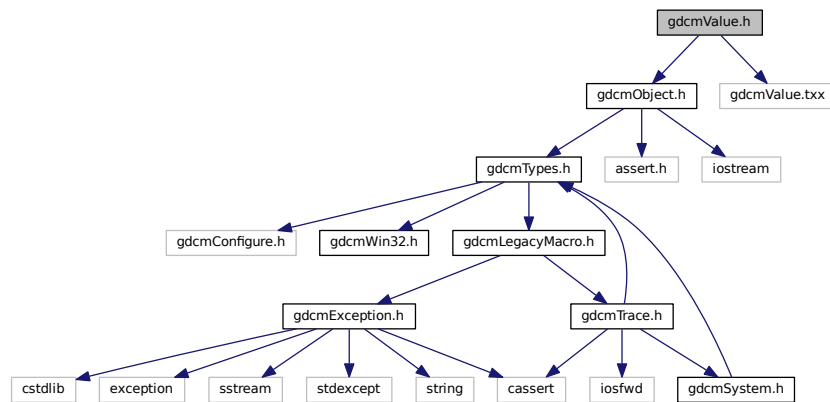 gdcmValue.h
gdcmObject.h
gdcmValue.txx
gdcmTypes.h
assert.h
iostream
gdcmConfigure.h
gdcmWin32.h
gdcmLegacyMacro.h
gdcmException.h
gdcmTrace.h
cstdlib
exception
sstream
stdexcept
string
cassert
iosfwd
gdcmSystem.h